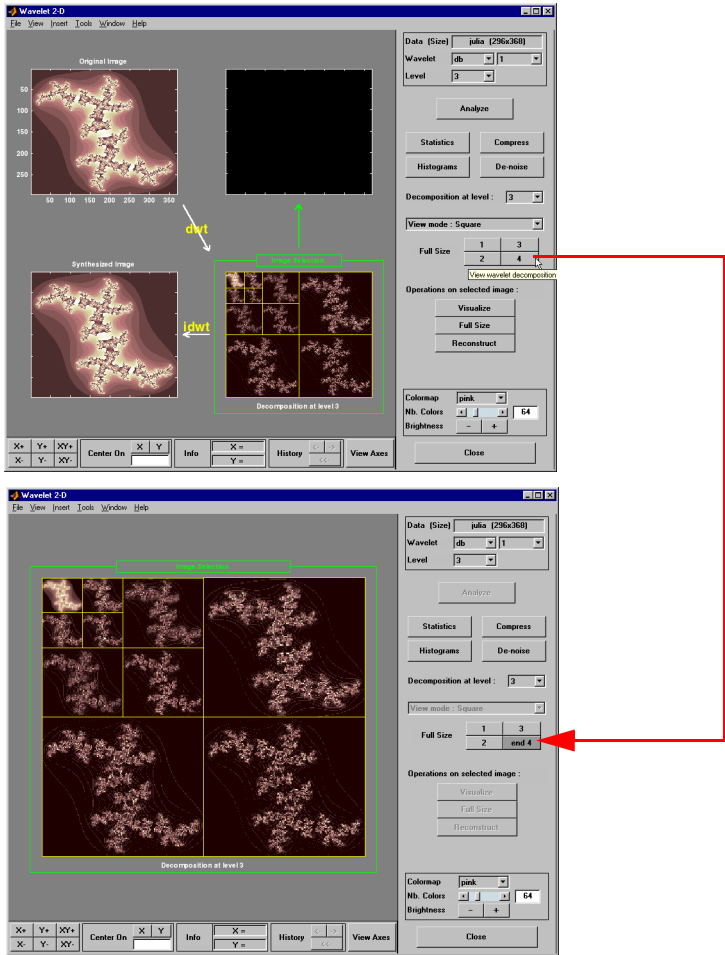 Wavelet 2-D
File View Insert Tools Window Help
Original Image
50
100
150
200
250
50 100 150 200 250 300 350
dwt
Image Selection
Synthesized Image
idwt
Decomposition at level 3
Data (Size) julia (296x368)
Wavelet db 1
Level 3
Analyze
Statistics Compress
Histograms De-noise
Decomposition at level : 3
View mode : Square
Full Size 1 3
2 4
View wavelet decomposition
Operations on selected image :
Visualize
Full Size
Reconstruct
Colormap pink
Nb. Colors 64
Brightness - +
Close
X+ Y+ XY+
X- Y- XY-
Center On X Y
Info X =
Y =
History <- ->
<<-
View Axes
Wavelet 2-D
File View Insert Tools Window Help
Image Selection
Decomposition at level 3
Data (Size) julia (296x368)
Wavelet db 1
Level 3
Analyze
Statistics Compress
Histograms De-noise
Decomposition at level : 3
View mode : Square
Full Size 1 3
2 end 4
Operations on selected image :
Visualize
Full Size
Reconstruct
Colormap pink
Nb. Colors 64
Brightness - +
Close
X+ Y+ XY+
X- Y- XY-
Center On X Y
Info X =
Y =
History <- ->
<<-
View Axes